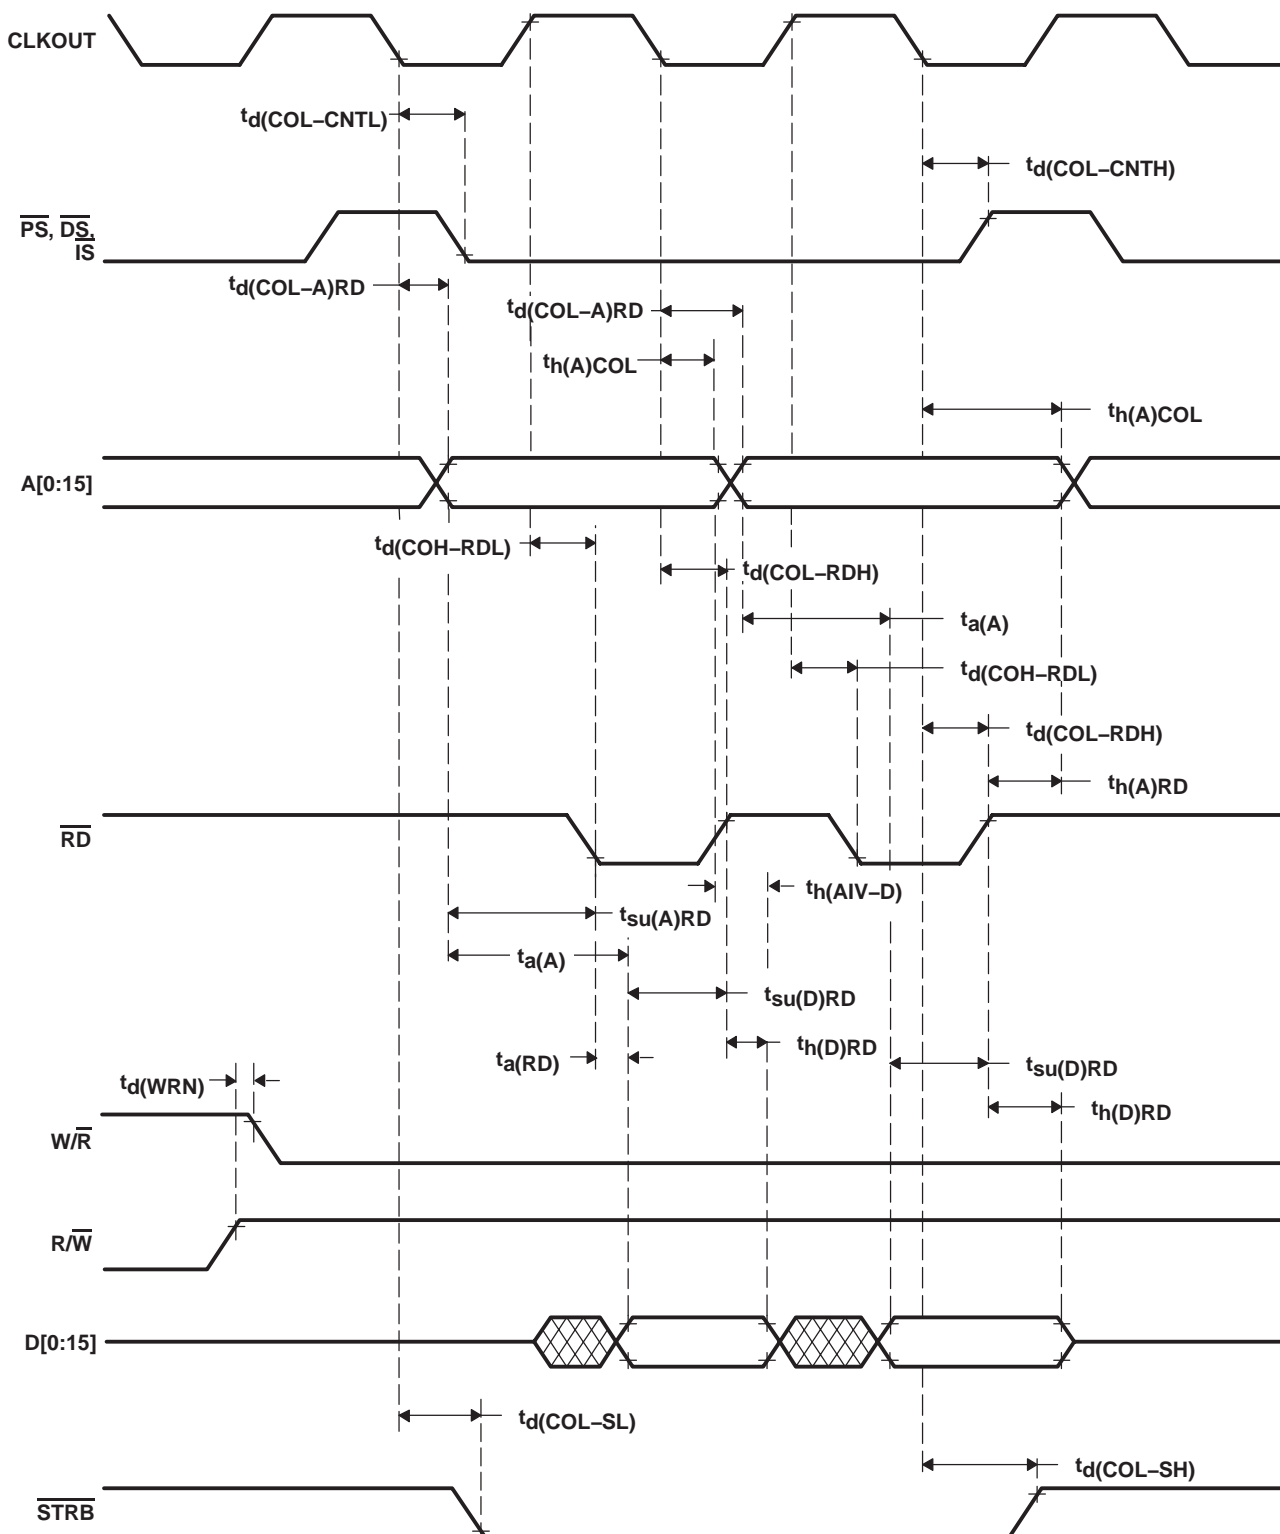 CLKOUT
td(COL–CNTL)
td(COL–CNTH)
PS, DS,
IS
td(COL–A)RD
td(COL–A)RD
th(A)COL
th(A)COL
A[0:15]
td(COH–RDL)
td(COL–RDH)
ta(A)
td(COH–RDL)
td(COL–RDH)
th(A)RD
RD
th(AIV–D)
tsu(A)RD
ta(A)
tsu(D)RD
th(D)RD
ta(RD)
tsu(D)RD
td(WRN)
th(D)RD
W/R
R/W
D[0:15]
td(COL–SL)
td(COL–SH)
STRB